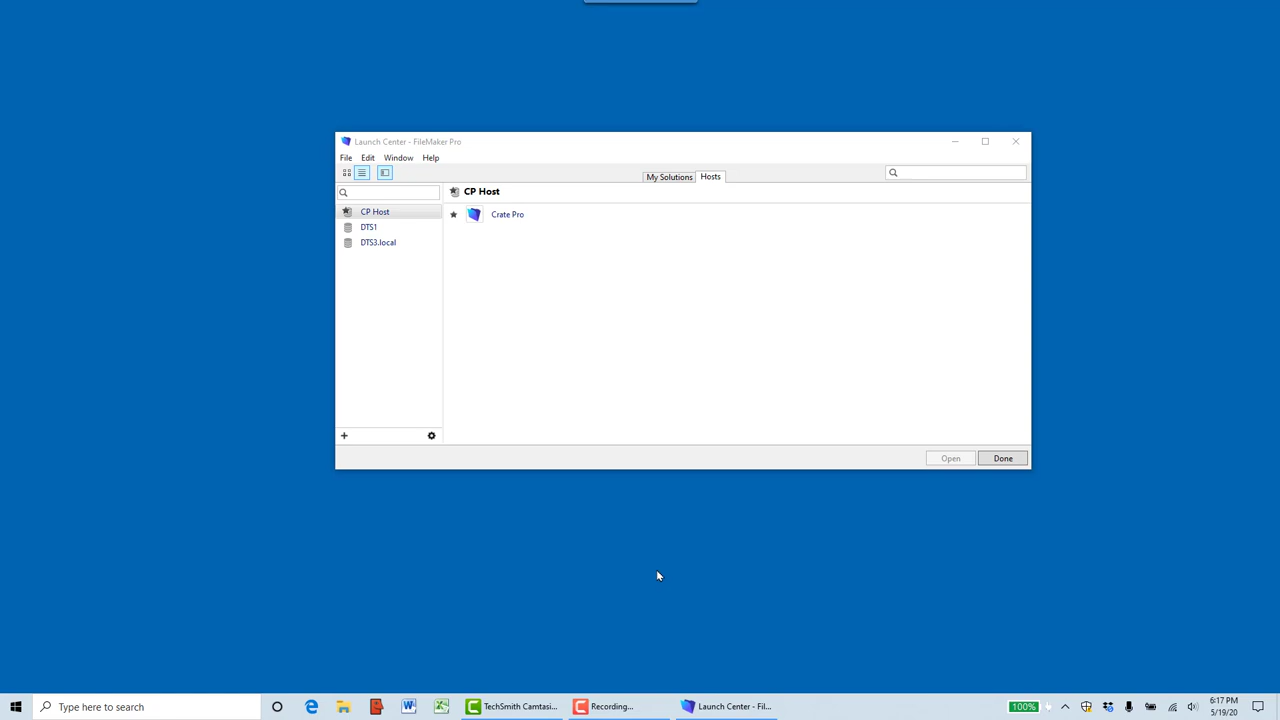 Launch Center - FileMaker Pro
File Edit Window Help
My Solutions Hosts
CP Host
CP Host
Crate Pro
DTS1
DTS3.local
Open Done
Type here to search
TechSmith Camtasi...
Recording...
Launch Center - Fil...
100%
6:17 PM
5/19/20